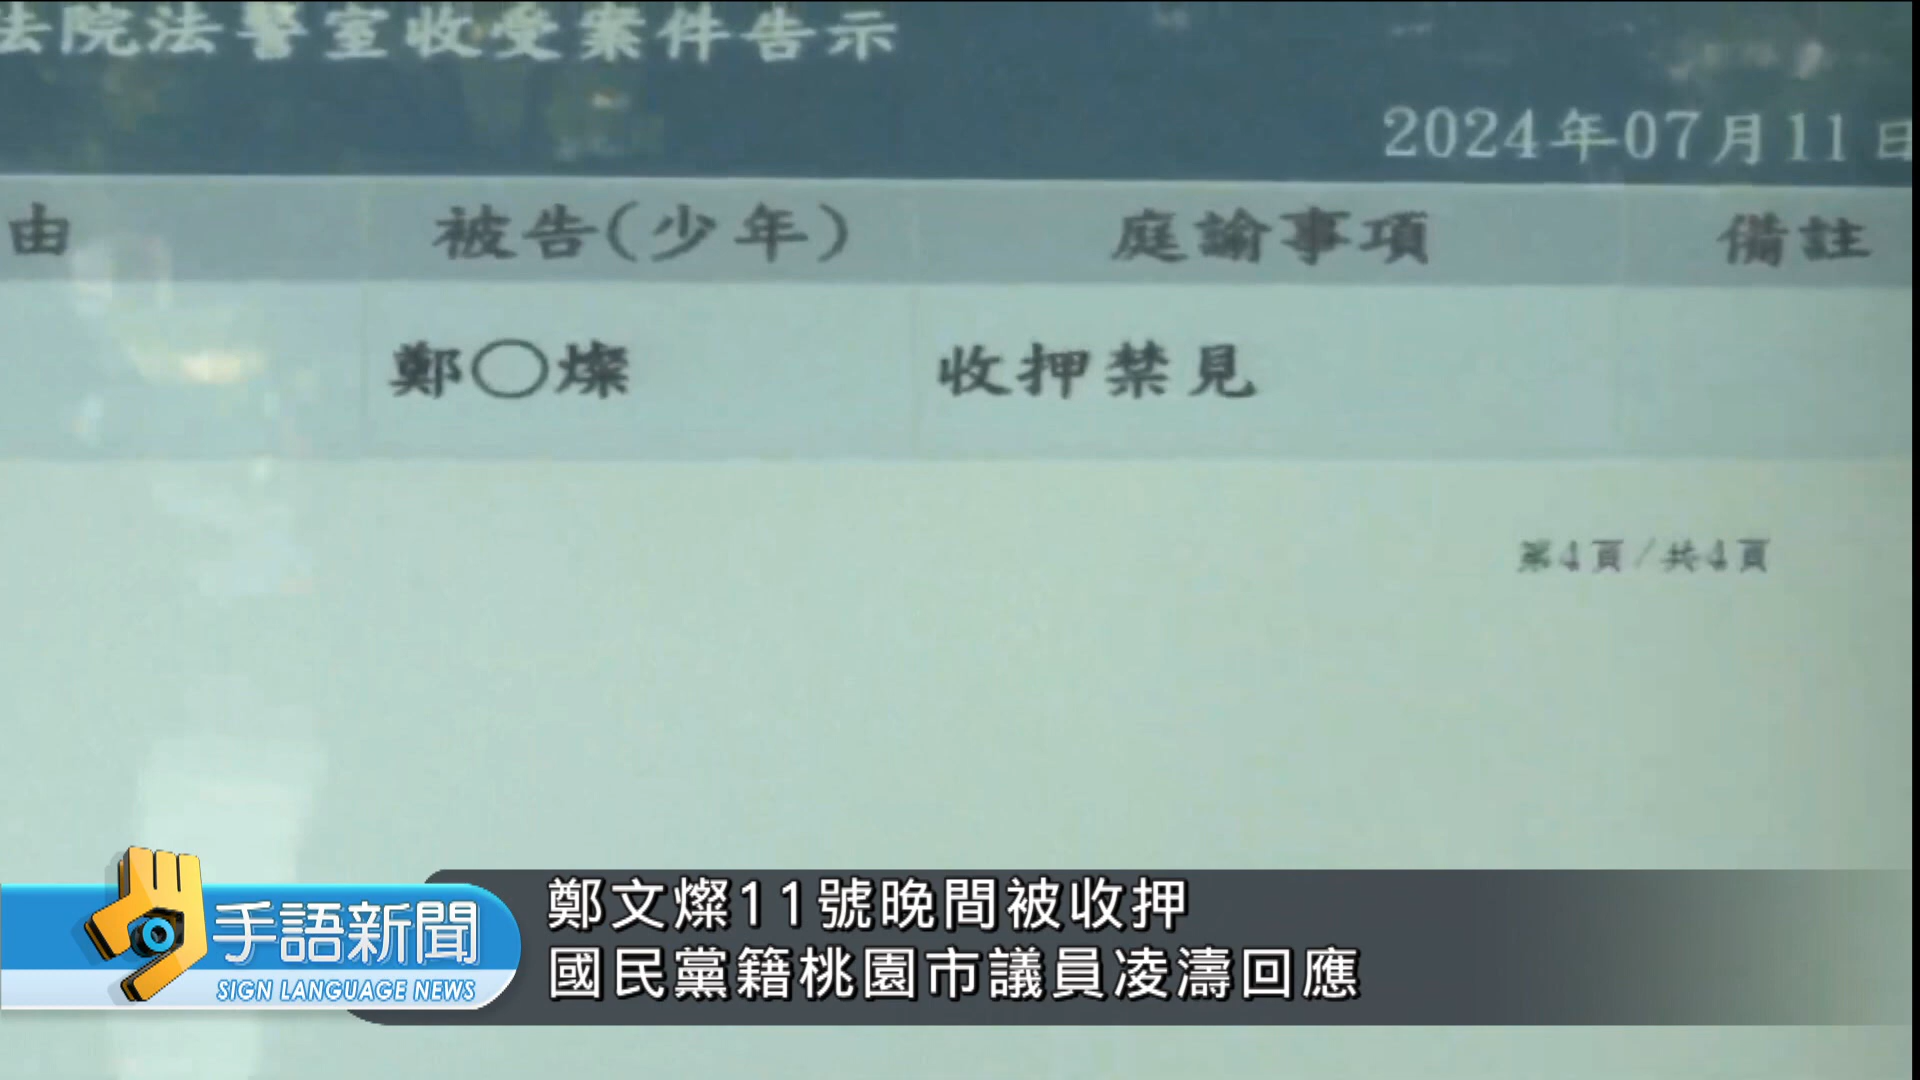 法院法警室收受案件告示
2024年07月11日
由 被告(少年) 庭諭事項 備註
鄭〇燦 收押禁見
第4頁/共4頁
手語新聞
SIGN LANGUAGE NEWS
鄭文燦11號晚間被收押
國民黨籍桃園市議員凌濤回應